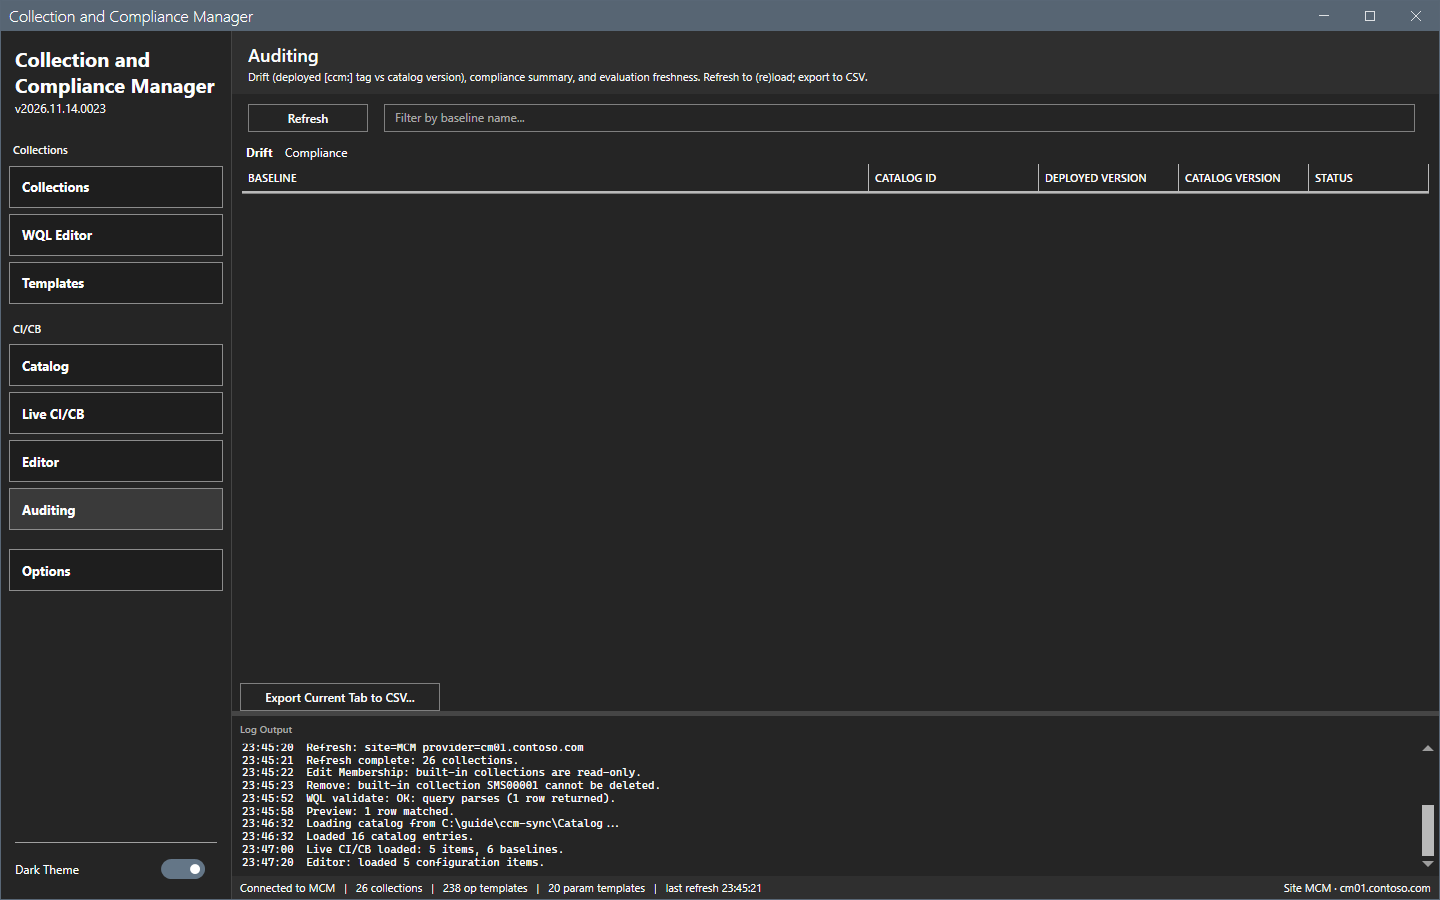 Collection and Compliance Manager
Collection and
Compliance Manager
v2026.11.14.0023
Collections
Collections
WQL Editor
Templates
CI/CB
Catalog
Live CI/CB
Editor
Auditing
Options
Dark Theme
Auditing
Drift (deployed [ccm:] tag vs catalog version), compliance summary, and evaluation freshness. Refresh to (re)load; export to CSV.
Refresh
Filter by baseline name...
Drift Compliance
BASELINE CATALOG ID DEPLOYED VERSION CATALOG VERSION STATUS
Export Current Tab to CSV...
Log Output
23:45:20 Refresh: site=MCM provider=cm01.contoso.com
23:45:21 Refresh complete: 26 collections.
23:45:22 Edit Membership: built-in collections are read-only.
23:45:23 Remove: built-in collection SMS00001 cannot be deleted.
23:45:52 WQL validate: OK: query parses (1 row returned).
23:45:58 Preview: 1 row matched.
23:46:32 Loading catalog from C:\guide\ccm-sync\Catalog ...
23:46:32 Loaded 16 catalog entries.
23:47:00 Live CI/CB loaded: 5 items, 6 baselines.
23:47:20 Editor: loaded 5 configuration items.
Connected to MCM | 26 collections | 238 op templates | 20 param templates | last refresh 23:45:21
Site MCM · cm01.contoso.com